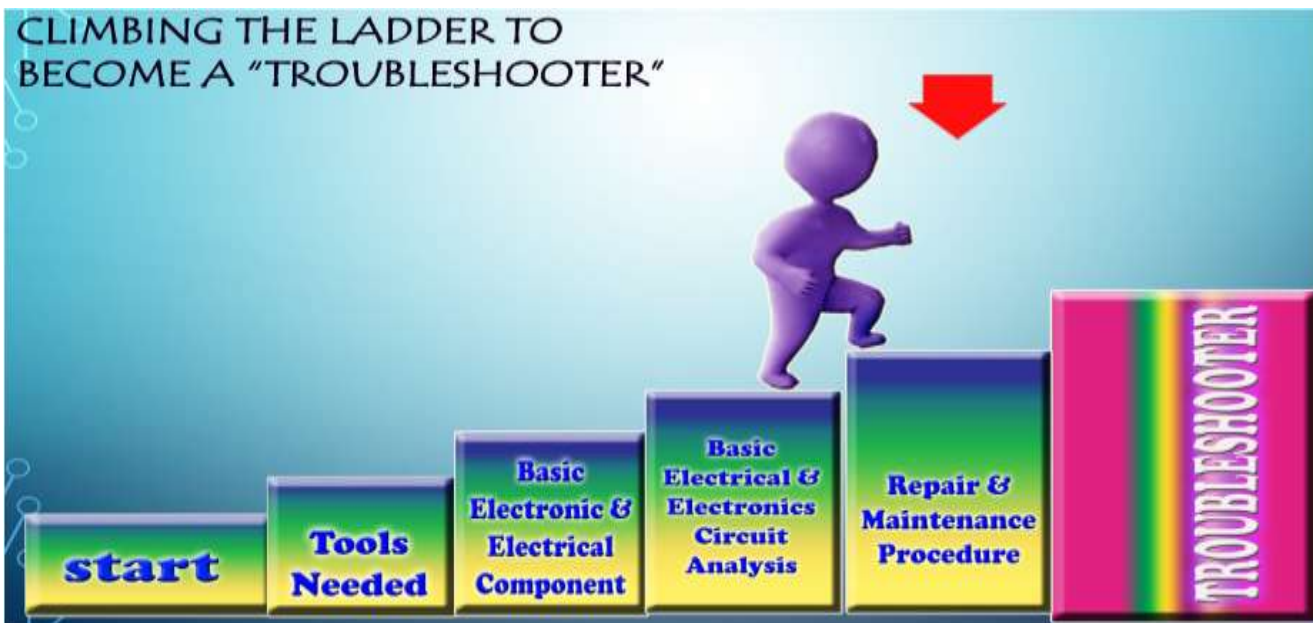 CLIMBING THE LADDER TO
BECOME A "TROUBLESHOOTER"
start
Tools
Needed
Basic
Electronic &
Electrical
Component
Basic
Electrical &
Electronics
Circuit
Analysis
Repair &
Maintenance
Procedure
TROUBLESHOOTER